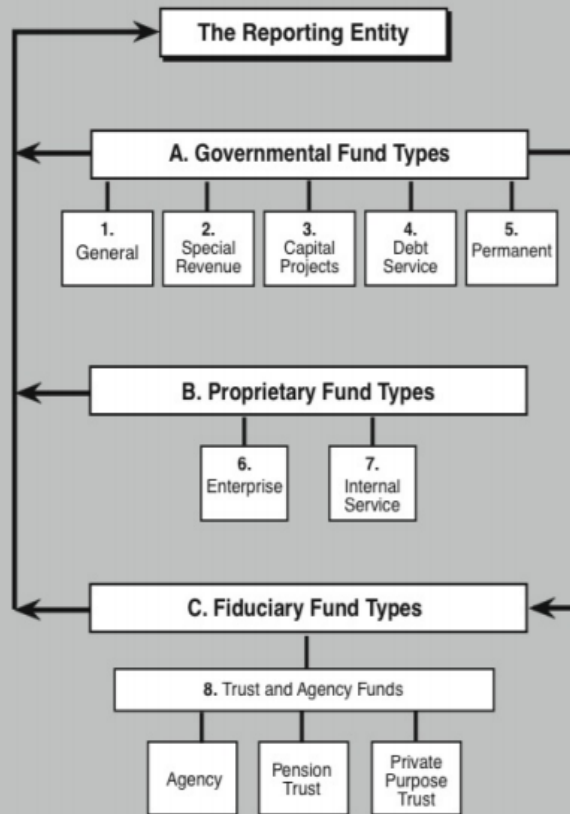 The Reporting Entity
A. Governmental Fund Types
1.
General
2.
Special
Revenue
3.
Capital
Projects
4.
Debt
Service
5.
Permanent
B. Proprietary Fund Types
6.
Enterprise
7.
Internal
Service
C. Fiduciary Fund Types
8. Trust and Agency Funds
Agency
Pension
Trust
Private
Purpose
Trust